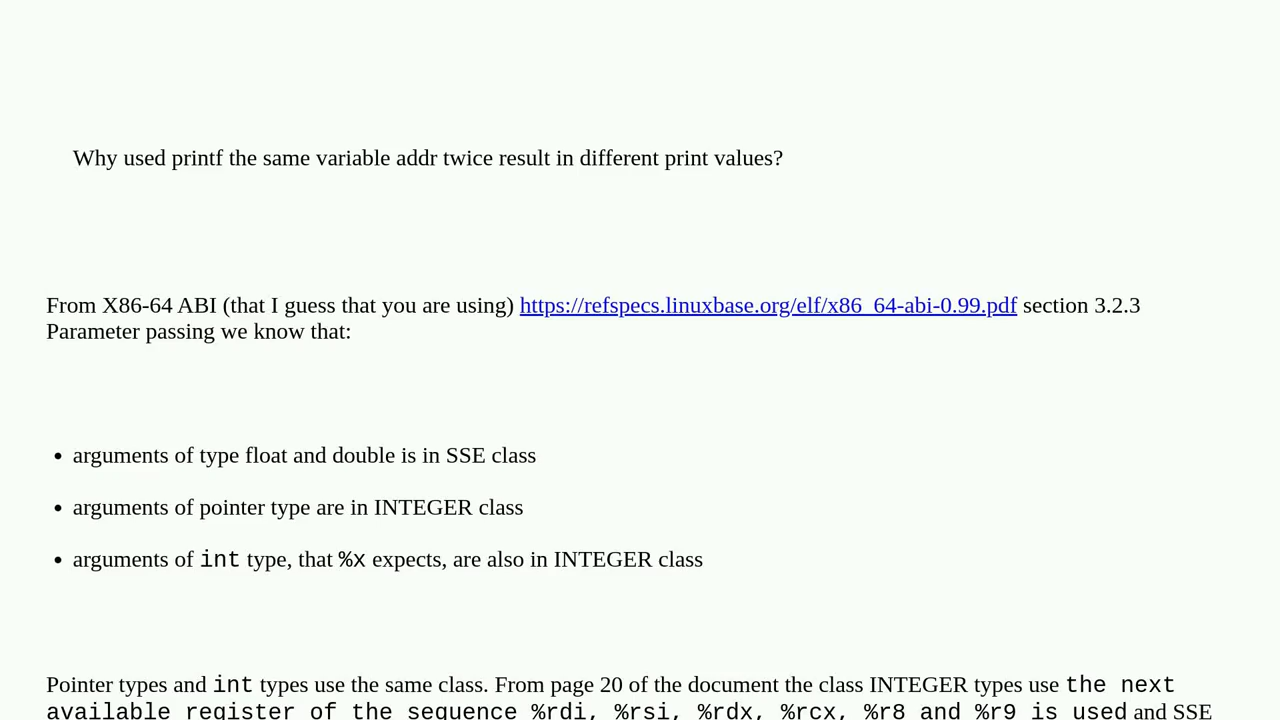 Why used printf the same variable addr twice result in different print values?
From X86-64 ABI (that I guess that you are using) https://refspecs.linuxbase.org/elf/x86_64-abi-0.99.pdf section 3.2.3
Parameter passing we know that:
• arguments of type float and double is in SSE class
• arguments of pointer type are in INTEGER class
• arguments of int type, that %x expects, are also in INTEGER class
Pointer types and int types use the same class. From page 20 of the document the class INTEGER types use the next
available register of the sequence %rdi, %rsi, %rdx, %rcx, %r8 and %r9 is used and SSE